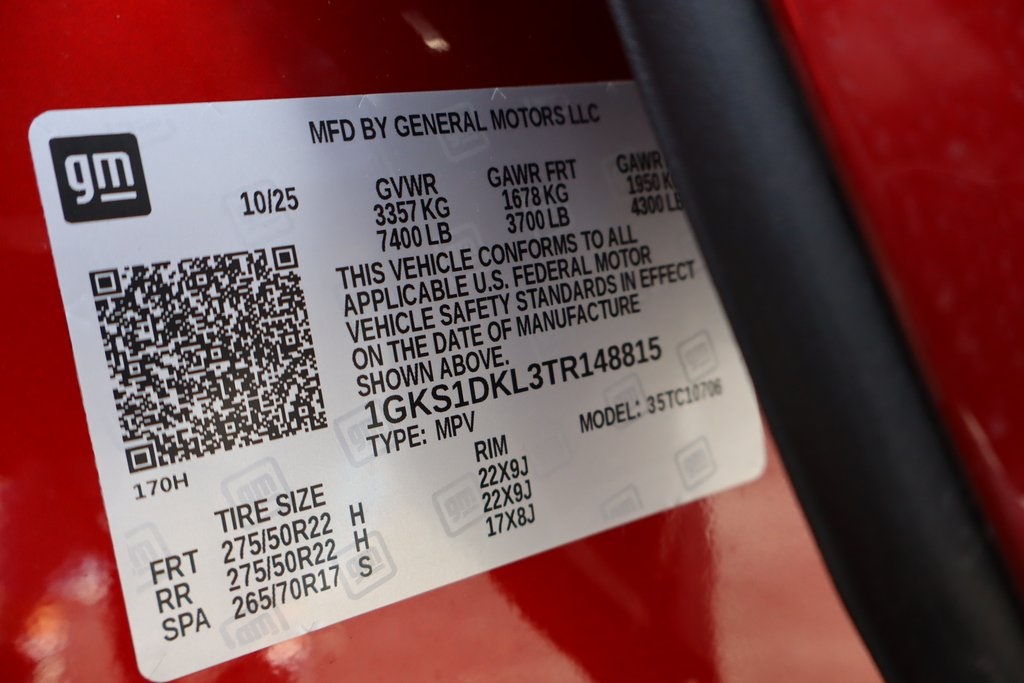 MFD BY GENERAL MOTORS LLC
gm
10/25
GVWR GAWR FRT GAWR
3357 KG 1678 KG 1950 K
7400 LB 3700 LB 4300 LB
THIS VEHICLE CONFORMS TO ALL
APPLICABLE U.S. FEDERAL MOTOR
VEHICLE SAFETY STANDARDS IN EFFECT
ON THE DATE OF MANUFACTURE
SHOWN ABOVE.
1GKS1DKL3TR148815
TYPE: MPV MODEL: 35TC10706
170H
TIRE SIZE RIM
FRT 275/50R22 H 22X9J
RR 275/50R22 H 22X9J
SPA 265/70R17 S 17X8J